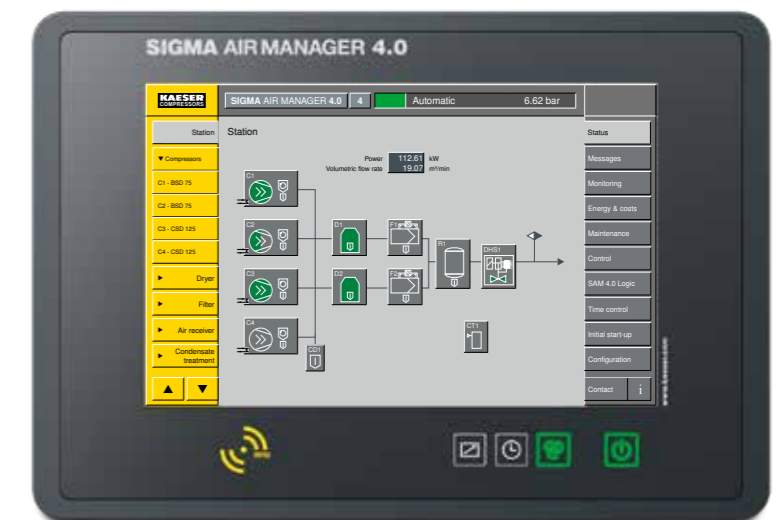 SIGMA AIR MANAGER 4.0
KAESER
COMPRESSORS
SIGMA AIR MANAGER 4.0 4 Automatic 6.62 bar
Station
▼ Compressors
C1 - BSD 75
C2 - BSD 75
C3 - CSD 125
C4 - CSD 125
► Dryer
► Filter
► Air receiver
► Condensate
treatment
▲ ▼
Station
Power 112.61 kW
Volumetric flow rate 19.07 m³/min
C1
C2 D1 F1
R1 DHS1
C3 D2 F2
C4 CT1
CD1
Status
Messages
Monitoring
Energy & costs
Maintenance
Control
SAM 4.0 Logic
Time control
Initial start-up
Configuration
Contact i
www.kaeser.com